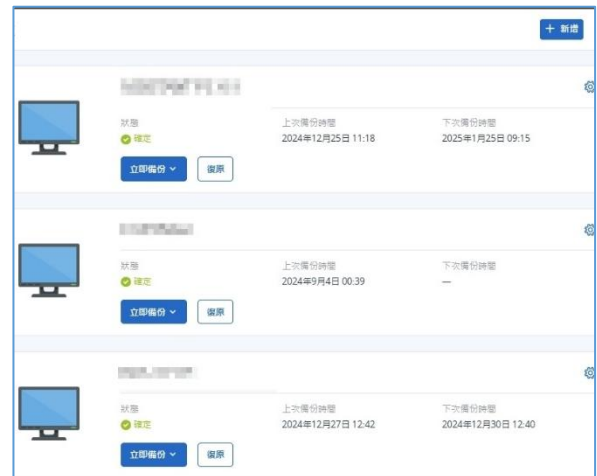 + 新增
狀態 上次備份時間 下次備份時間
確定 2024年12月25日 11:18 2025年1月25日 09:15
立即備份 復原
狀態 上次備份時間 下次備份時間
確定 2024年9月4日 00:39 —
立即備份 復原
狀態 上次備份時間 下次備份時間
確定 2024年12月27日 12:42 2024年12月30日 12:40
立即備份 復原